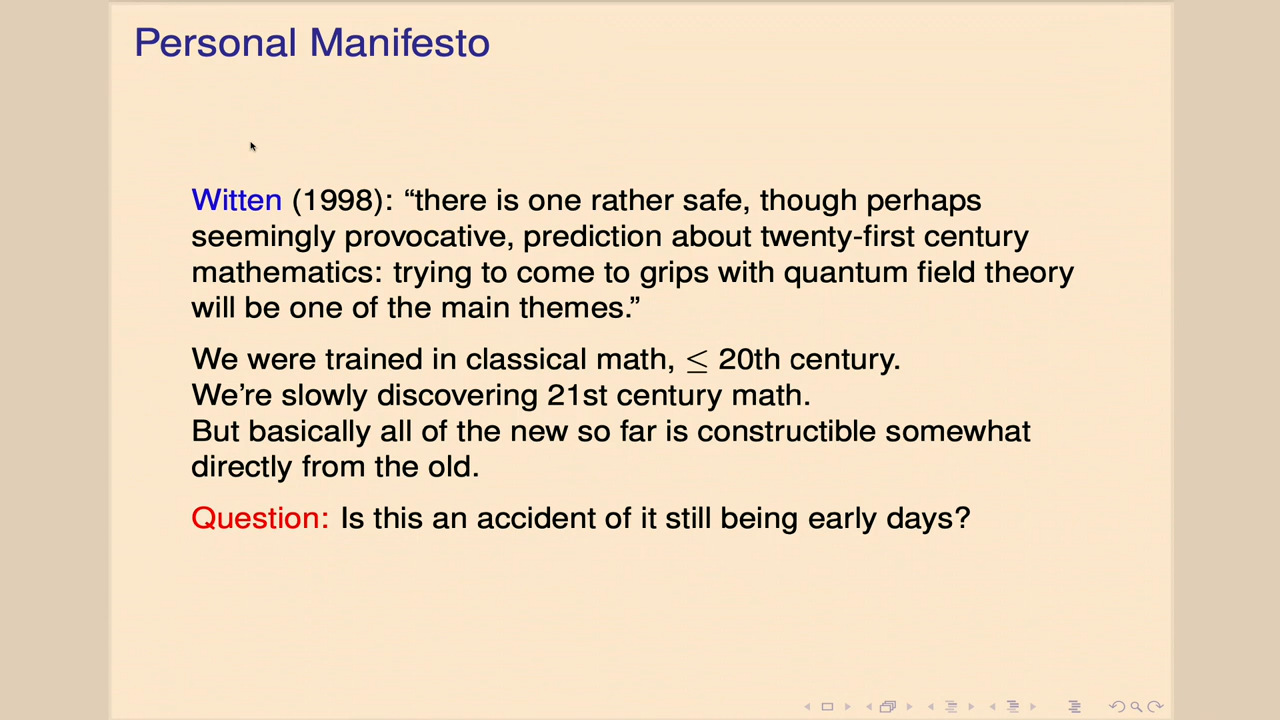 Personal Manifesto
Witten (1998): “there is one rather safe, though perhaps
seemingly provocative, prediction about twenty-first century
mathematics: trying to come to grips with quantum field theory
will be one of the main themes.”
We were trained in classical math, ≤ 20th century.
We’re slowly discovering 21st century math.
But basically all of the new so far is constructible somewhat
directly from the old.
Question: Is this an accident of it still being early days?